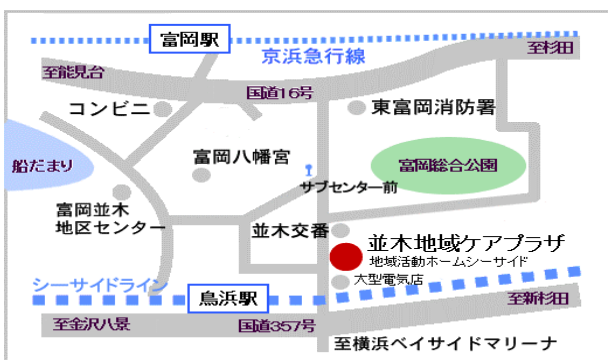 富岡駅
京浜急行線
至杉田
至能見台
国道16号
コンビニ
東富岡消防署
船だまり
富岡八幡宮
富岡総合公園
サブセンター前
富岡並木
地区センター
並木交番
並木地域ケアプラザ
地域活動ホームシーサイド
大型電気店
シーサイドライン
鳥浜駅
至新杉田
至金沢八景
国道357号
至横浜ベイサイドマリーナ